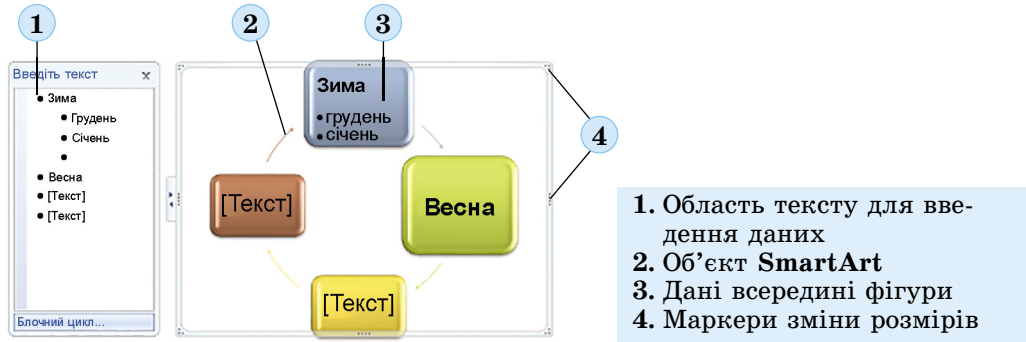 1
2
3
4
Введіть текст x
• Зима
• Грудень
• Січень
•
• Весна
• [Текст]
• [Текст]
Блочний цикл...
Зима
•грудень
•січень
[Текст]
Весна
[Текст]
1. Область тексту для вве-
дення даних
2. Об’єкт SmartArt
3. Дані всередині фігури
4. Маркери зміни розмірів